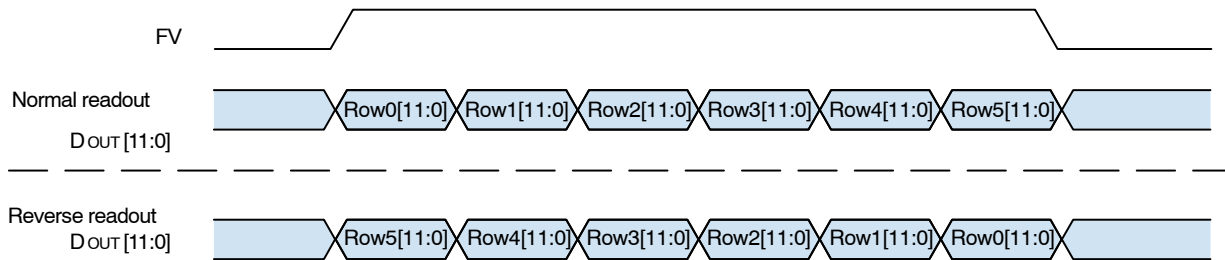 FV
Normal readout
DOUT [11:0]
Row0[11:0] Row1[11:0] Row2[11:0] Row3[11:0] Row4[11:0] Row5[11:0]
Reverse readout
DOUT [11:0]
Row5[11:0] Row4[11:0] Row3[11:0] Row2[11:0] Row1[11:0] Row0[11:0]